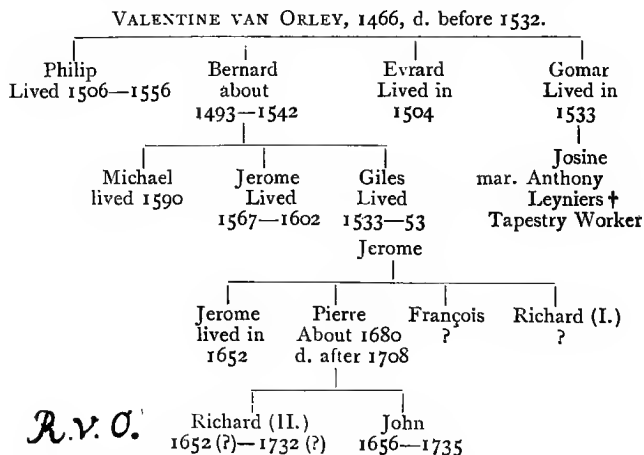 VALENTINE VAN ORLEY, 1466, d. before 1532.
Philip Bernard Evrard Gomar
Lived 1506—1556 about Lived in Lived in
1493—1542 1504 1533
Michael Jerome Giles Josine
lived 1590 Lived Lived mar. Anthony
1567—1602 1533—53 Leyniers †
Tapestry Worker
Jerome
Jerome Pierre François Richard (I.)
lived in About 1680 ? ?
1652 d. after 1708
R.V.O. Richard (II.) John
1652 (?)—1732 (?) 1656—1735